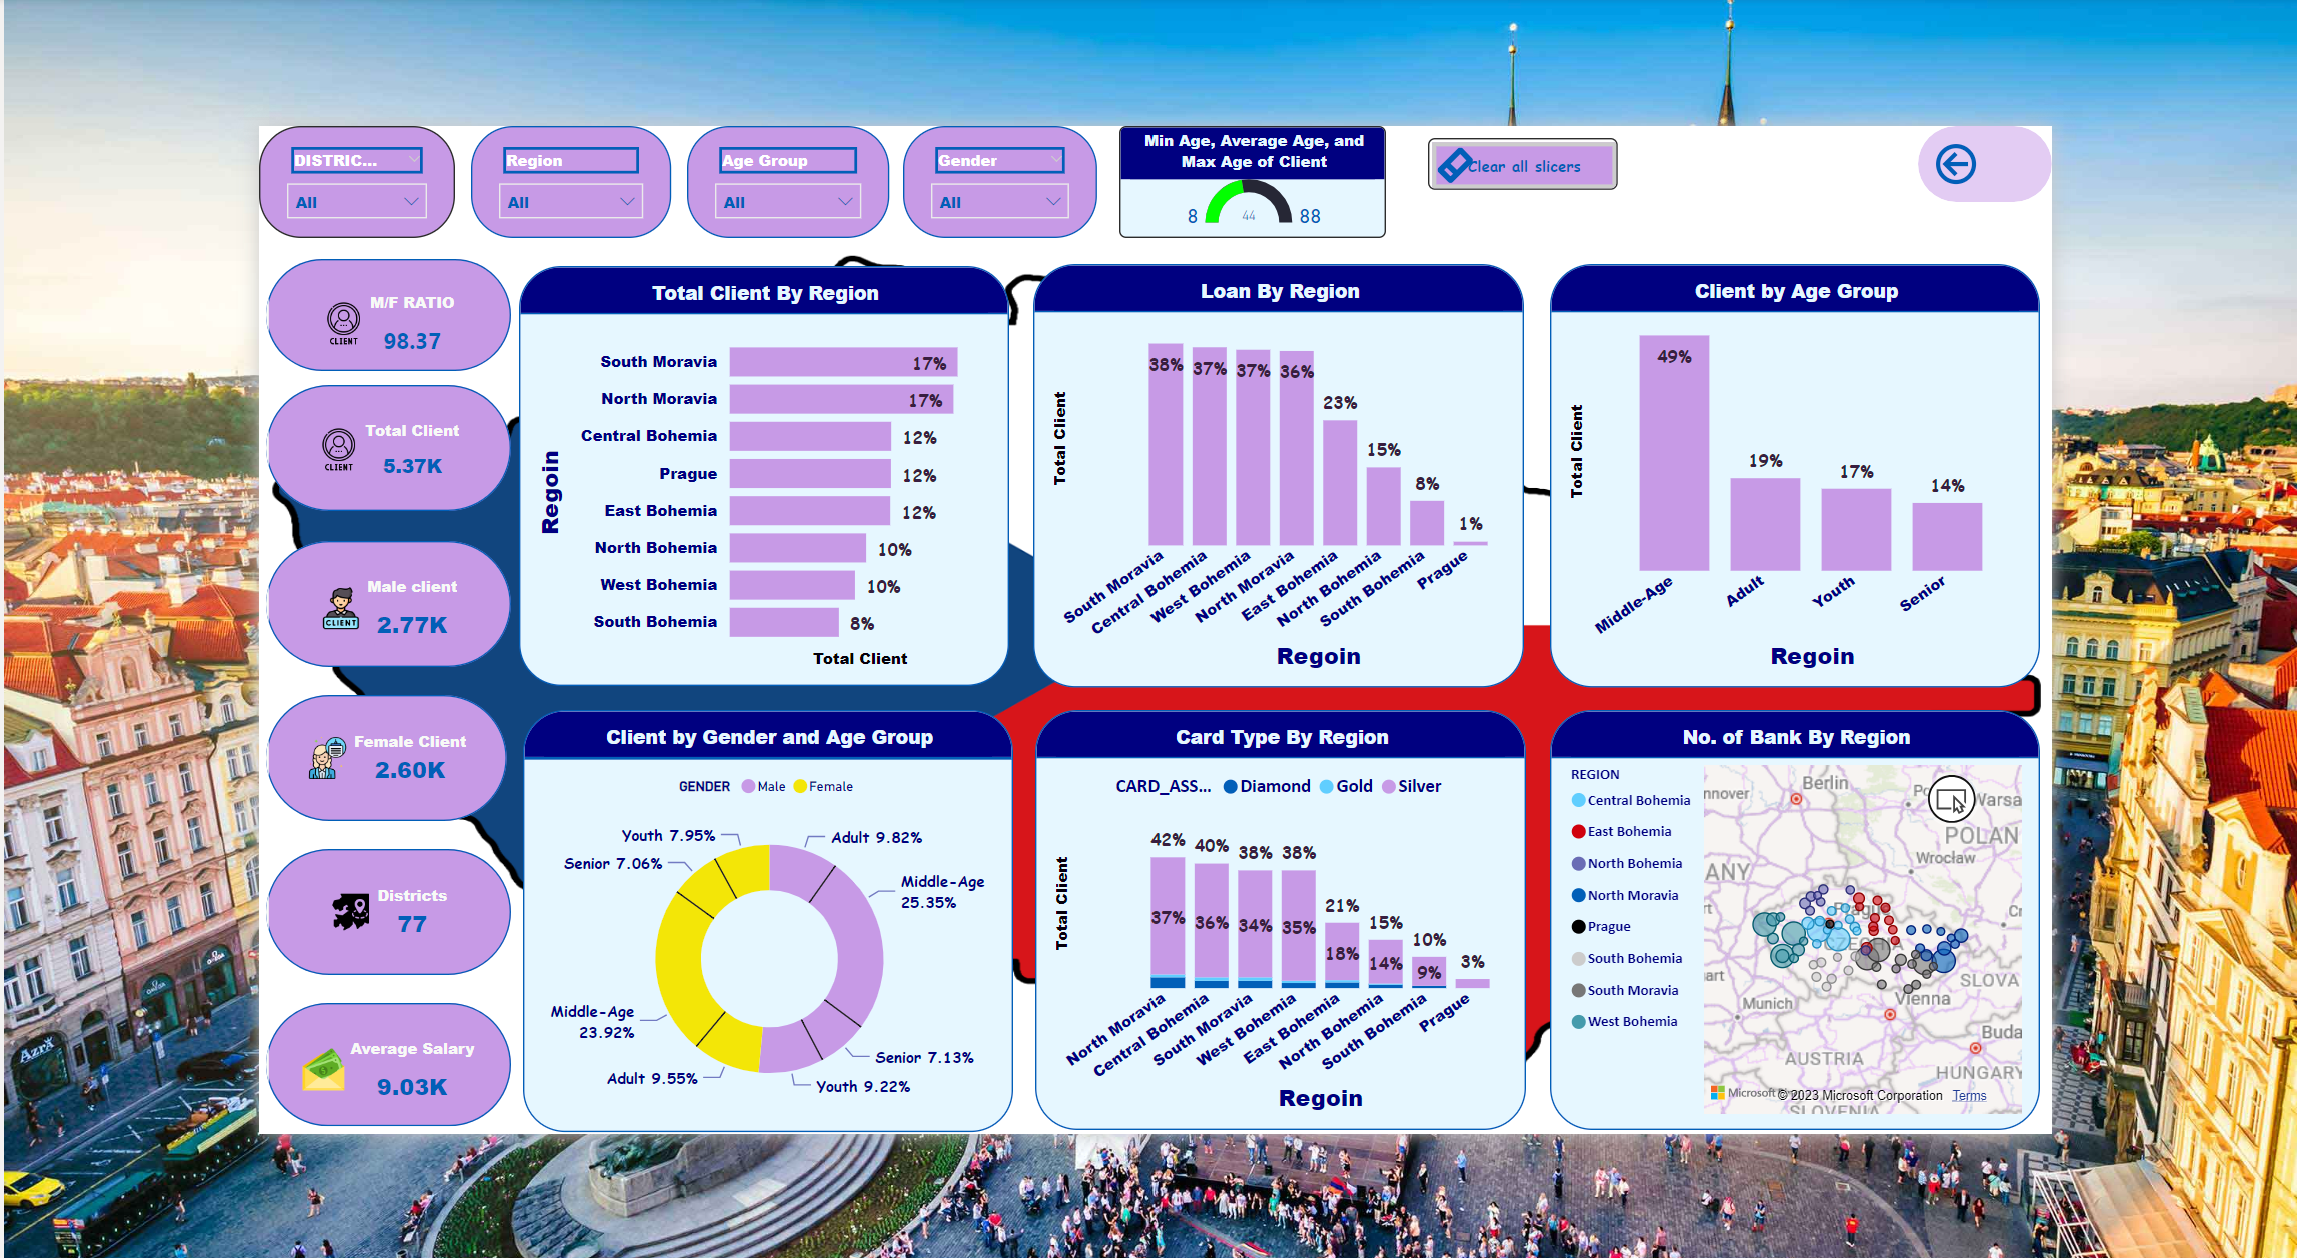 DISTRIC...
All
Region
All
Age Group
All
Gender
All
Min Age, Average Age, and
Max Age of Client
8
44
88
Clear all slicers
CLIENT
M/F RATIO
98.37
CLIENT
Total Client
5.37K
CLIENT
Male client
2.77K
Female Client
2.60K
Districts
77
Average Salary
9.03K
Total Client By Region
Regoin
South Moravia 17%
North Moravia 17%
Central Bohemia 12%
Prague 12%
East Bohemia 12%
North Bohemia 10%
West Bohemia 10%
South Bohemia 8%
Total Client
Loan By Region
Total Client
38% 37% 37% 36% 23% 15% 8% 1%
South Moravia
Central Bohemia
West Bohemia
North Moravia
East Bohemia
North Bohemia
South Bohemia
Prague
Regoin
Client by Age Group
Total Client
49% 19% 17% 14%
Middle-Age
Adult
Youth
Senior
Regoin
Client by Gender and Age Group
GENDER Male Female
Youth 7.95%
Adult 9.82%
Senior 7.06%
Middle-Age
25.35%
Middle-Age
23.92%
Senior 7.13%
Adult 9.55%
Youth 9.22%
Card Type By Region
CARD_ASS... Diamond Gold Silver
Total Client
42% 40% 38% 38% 21% 15% 10% 3%
37% 36% 34% 35% 18% 14% 9%
North Moravia
Central Bohemia
South Moravia
West Bohemia
East Bohemia
North Bohemia
South Bohemia
Prague
Regoin
No. of Bank By Region
REGION
Central Bohemia
East Bohemia
North Bohemia
North Moravia
Prague
South Bohemia
South Moravia
West Bohemia
nnover
Berlin
Warsa
POLAN
Wrocław
ANY
SLOVA
Munich
Vienna
Buda
AUSTRIA
HUNGARY
Microsoft © 2023 Microsoft Corporation Terms
SLOVENIA
AZrA